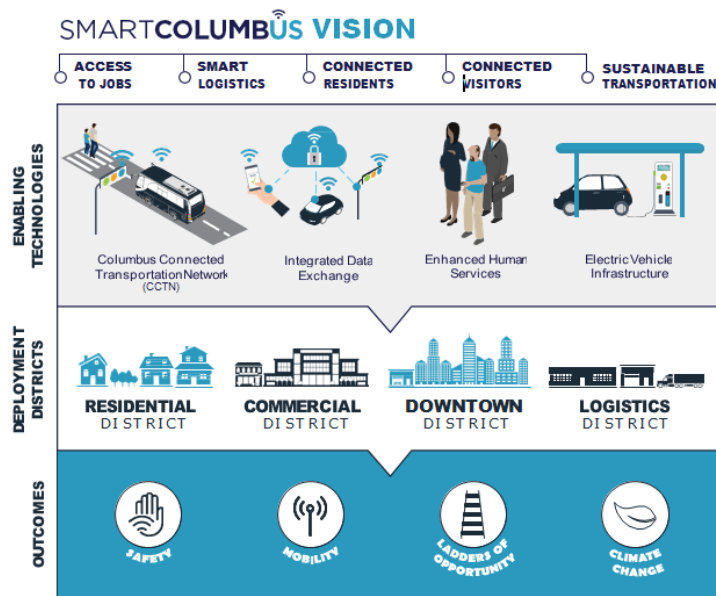 SMARTCOLUMBUS VISION
ACCESS
TO JOBS
SMART
LOGISTICS
CONNECTED
RESIDENTS
CONNECTED
VISITORS
SUSTAINABLE
TRANSPORTATION
ENABLING
TECHNOLOGIES
Columbus Connected
Transportation Network
(CCTN)
Integrated Data
Exchange
Enhanced Human
Services
Electric Vehicle
Infrastructure
DEPLOYMENT
DISTRICTS
RESIDENTIAL
DISTRICT
COMMERCIAL
DISTRICT
DOWNTOWN
DISTRICT
LOGISTICS
DISTRICT
OUTCOMES
SAFETY
MOBILITY
LADDERS OF
OPPORTUNITY
CLIMATE
CHANGE